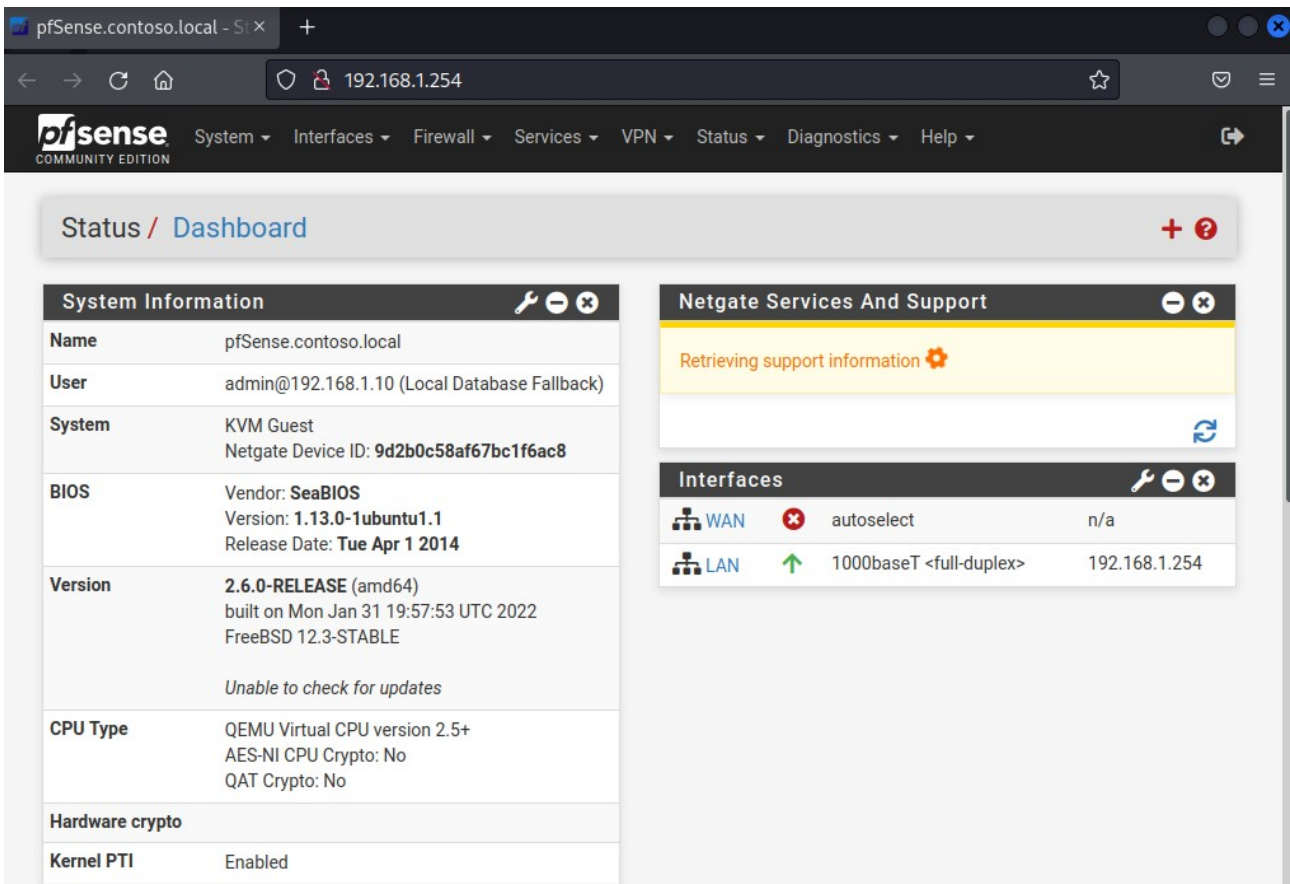 pfSense.contoso.local - St
192.168.1.254
pfsense
COMMUNITY EDITION
System Interfaces Firewall Services VPN Status Diagnostics Help
Status / Dashboard
System Information
Name pfSense.contoso.local
User admin@192.168.1.10 (Local Database Fallback)
System KVM Guest
Netgate Device ID: 9d2b0c58af67bc1f6ac8
BIOS Vendor: SeaBIOS
Version: 1.13.0-1ubuntu1.1
Release Date: Tue Apr 1 2014
Version 2.6.0-RELEASE (amd64)
built on Mon Jan 31 19:57:53 UTC 2022
FreeBSD 12.3-STABLE
Unable to check for updates
CPU Type QEMU Virtual CPU version 2.5+
AES-NI CPU Crypto: No
QAT Crypto: No
Hardware crypto
Kernel PTI Enabled
Netgate Services And Support
Retrieving support information
Interfaces
WAN autoselect n/a
LAN 1000baseT <full-duplex> 192.168.1.254